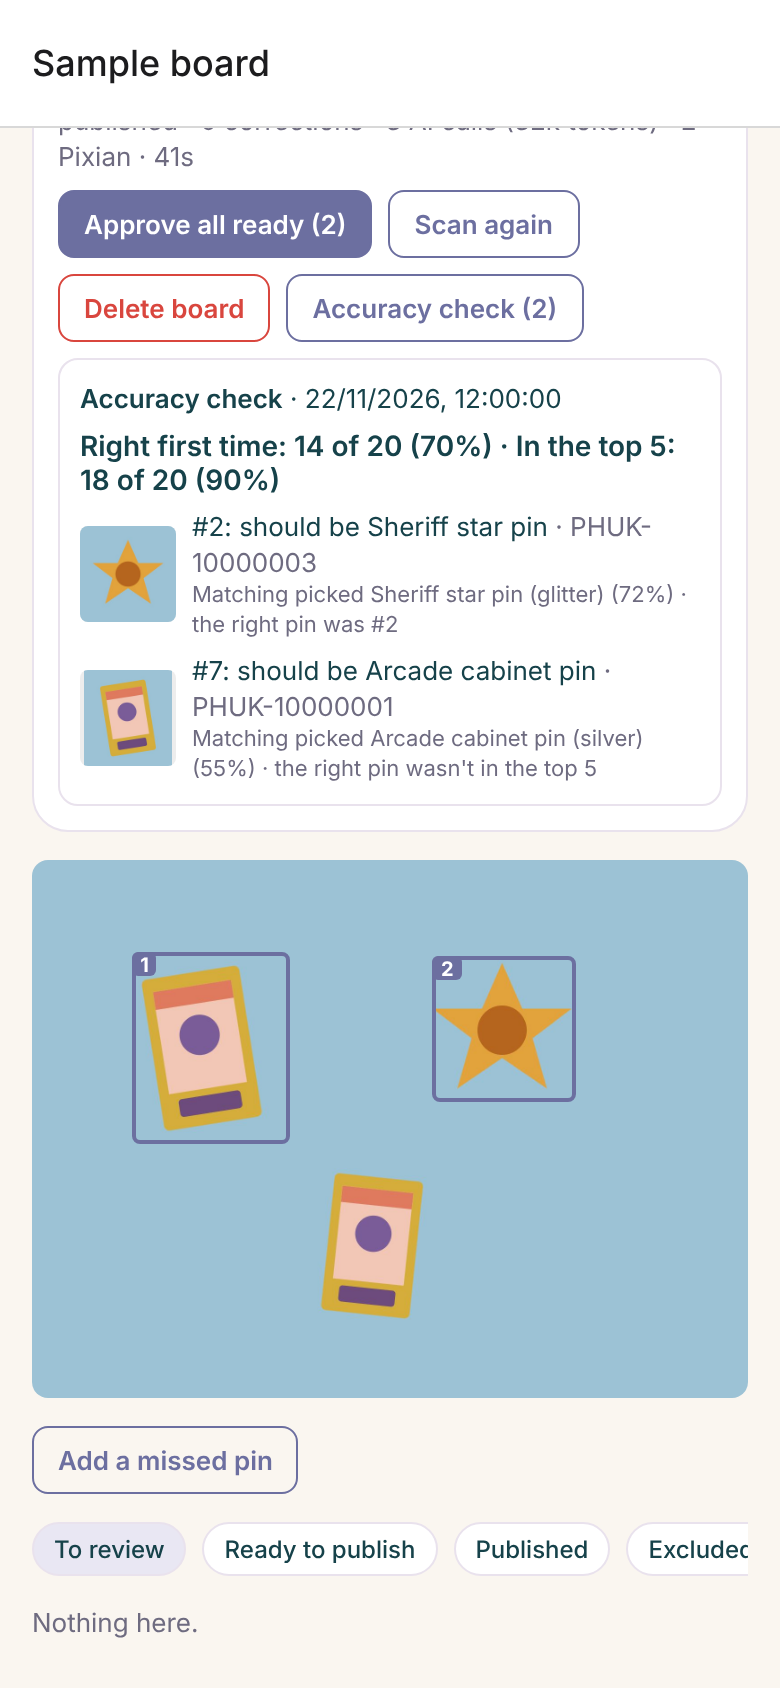 Sample board
Pixian · 41s
Approve all ready (2)
Scan again
Delete board
Accuracy check (2)
Accuracy check · 22/11/2026, 12:00:00
Right first time: 14 of 20 (70%) · In the top 5:
18 of 20 (90%)
#2: should be Sheriff star pin · PHUK-
10000003
Matching picked Sheriff star pin (glitter) (72%) ·
the right pin was #2
#7: should be Arcade cabinet pin ·
PHUK-10000001
Matching picked Arcade cabinet pin (silver)
(55%) · the right pin wasn't in the top 5
1
2
Add a missed pin
To review
Ready to publish
Published
Excluded
Nothing here.